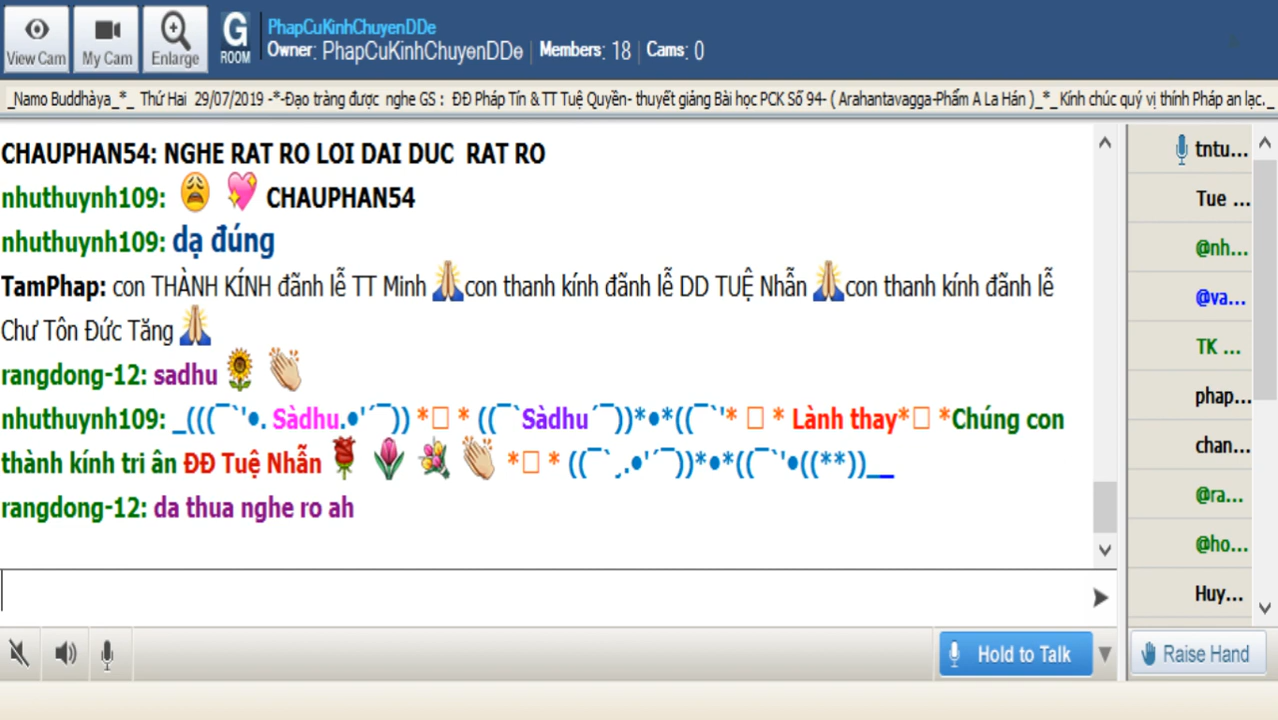 View Cam
My Cam
Enlarge
G
ROOM
PhapCuKinhChuyenDDe
Owner: PhapCuKinhChuyenDDe | Members: 18 | Cams: 0
_Namo Buddhàya_*_ Thứ Hai 29/07/2019 -*-Đạo tràng được nghe GS : ĐĐ Pháp Tín & TT Tuệ Quyền- thuyết giảng Bài học PCK Số 94- ( Arahantavagga-Phẩm A La Hán )_*_ Kính chúc quý vị thính Pháp an lạc._
CHAUPHAN54: NGHE RAT RO LOI DAI DUC RAT RO
nhuthuynh109: 😩 💖 CHAUPHAN54
nhuthuynh109: dạ đúng
TamPhap: con THÀNH KÍNH đãnh lễ TT Minh 🙏con thanh kính đãnh lễ DD TUỆ Nhẫn 🙏con thanh kính đãnh lễ
Chư Tôn Đức Tăng 🙏
rangdong-12: sadhu 🌻 👏
nhuthuynh109: _(((¯`'•. Sàdhu.•'´¯)) *□ * ((¯`Sàdhu´¯))*•*((¯`'* □ * Lành thay*□ *Chúng con
thành kính tri ân ĐĐ Tuệ Nhẫn 🌹 🌷 💐 👏 *□ * ((¯`¸.•'´¯))*•*((¯`'•((**))__
rangdong-12: da thua nghe ro ah
tntu...
Tue ...
@nh...
@va...
TK ...
phap...
chan...
@ra...
@ho...
Huy...
Hold to Talk
Raise Hand